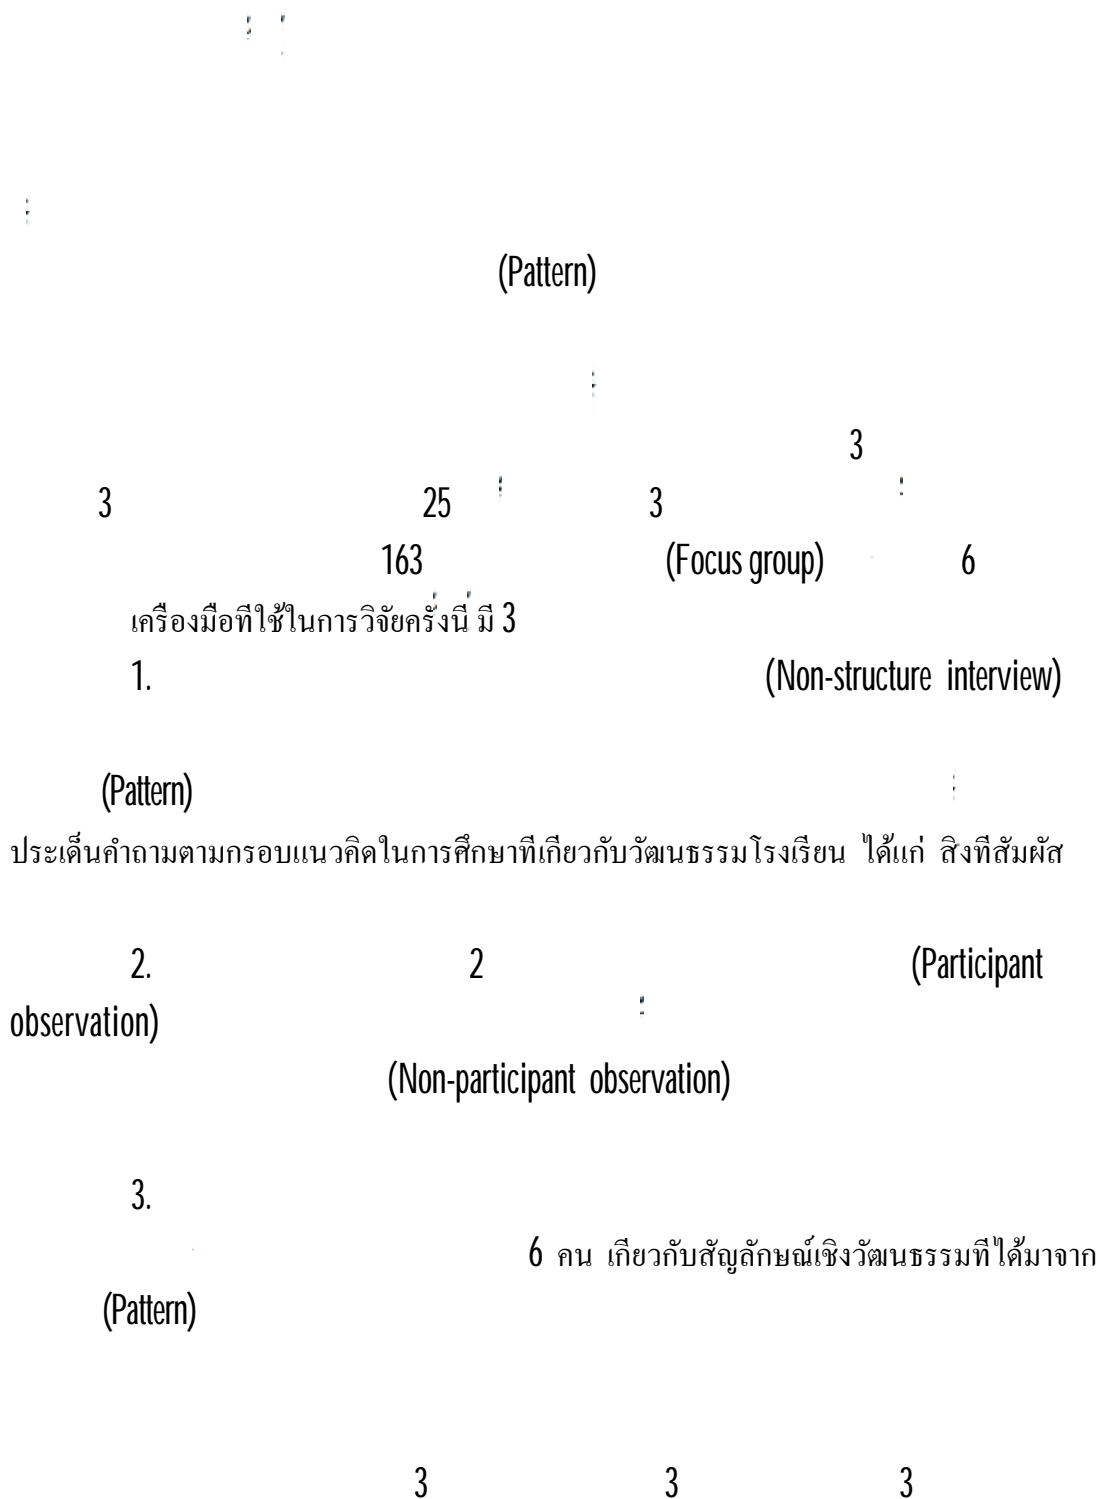 (Pattern)
3
3 25 3
163 (Focus group) 6
เครื่องมือที่ใช้ในการวิจัยครั้งนี้ มี 3
1. (Non-structure interview)
(Pattern)
ประเด็นคำถามตามกรอบแนวคิดในการศึกษาที่เกี่ยวกับวัฒนธรรมโรงเรียน ได้แก่ สิ่งที่สัมผัส
2. 2 (Participant
observation)
(Non-participant observation)
3.
6 คน เกี่ยวกับสัญลักษณ์เชิงวัฒนธรรมที่ได้มาจาก
(Pattern)
3 3 3